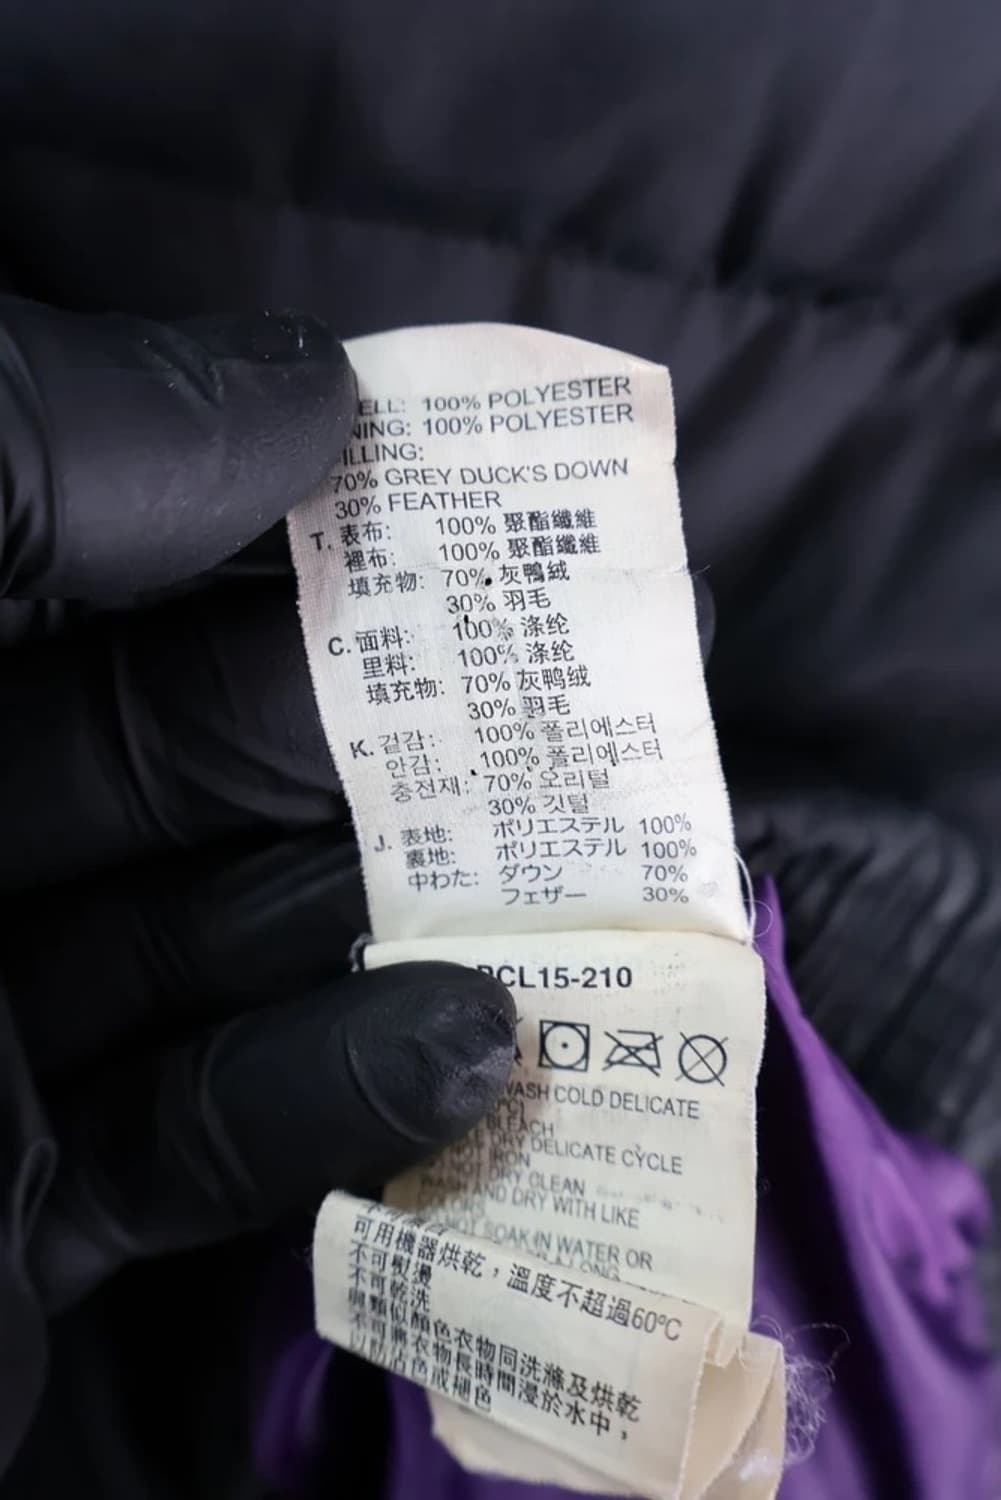 ELL: 100% POLYESTER
NING: 100% POLYESTER
ILLING:
70% GREY DUCK'S DOWN
30% FEATHER
T. 表布: 100% 聚酯纖維
裡布: 100% 聚酯纖維
填充物: 70% 灰鴨絨
30% 羽毛
C. 面料: 100% 涤纶
里料: 100% 涤纶
填充物: 70% 灰鸭绒
30% 羽毛
K. 겉감: 100% 폴리에스터
안감: 100% 폴리에스터
충전재: 70% 오리털
30% 깃털
J. 表地: ポリエステル 100%
裏地: ポリエステル 100%
中わた: ダウン 70%
フェザー 30%
CL15-210
WASH COLD DELICATE
BLEACH
DRY DELICATE CYCLE
IRON
DRY CLEAN
AND DRY WITH LIKE
NOT SOAK IN WATER OR
LONG
可用機器烘乾，溫度不超過60ºC
不可熨燙
不可乾洗
與類似顏色衣物同洗滌及烘乾
不可將衣物長時間浸於水中，
以防沾色或褪色